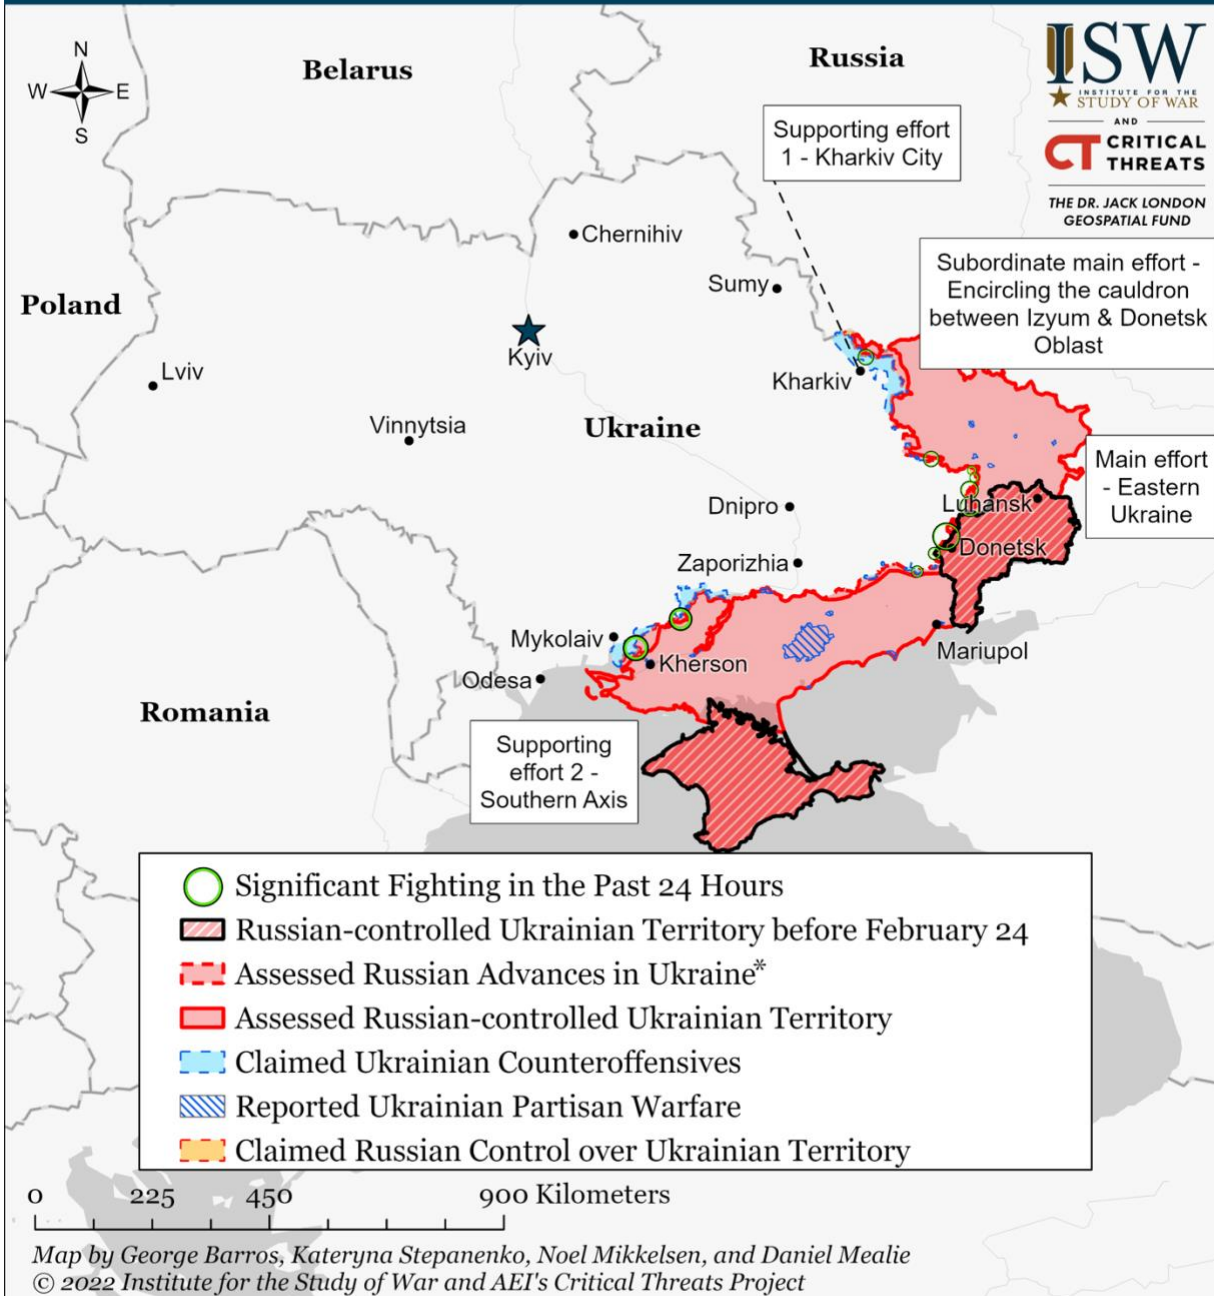 N
W
E
S
Belarus
Russia
ISW
INSTITUTE FOR THE
STUDY OF WAR
AND
CT CRITICAL
THREATS
THE DR. JACK LONDON
GEOSPATIAL FUND
Supporting effort
1 - Kharkiv City
Chernihiv
Sumy
Subordinate main effort -
Encircling the cauldron
between Izyum & Donetsk
Oblast
Poland
Kyiv
Lviv
Kharkiv
Vinnytsia
Ukraine
Main effort
- Eastern
Ukraine
Dnipro
Luhansk
Donetsk
Zaporizhia
Mykolaiv
Kherson
Mariupol
Odesa
Romania
Supporting
effort 2 -
Southern Axis
Significant Fighting in the Past 24 Hours
Russian-controlled Ukrainian Territory before February 24
Assessed Russian Advances in Ukraine*
Assessed Russian-controlled Ukrainian Territory
Claimed Ukrainian Counteroffensives
Reported Ukrainian Partisan Warfare
Claimed Russian Control over Ukrainian Territory
0 225 450 900 Kilometers
Map by George Barros, Kateryna Stepanenko, Noel Mikkelsen, and Daniel Mealie
© 2022 Institute for the Study of War and AEI's Critical Threats Project